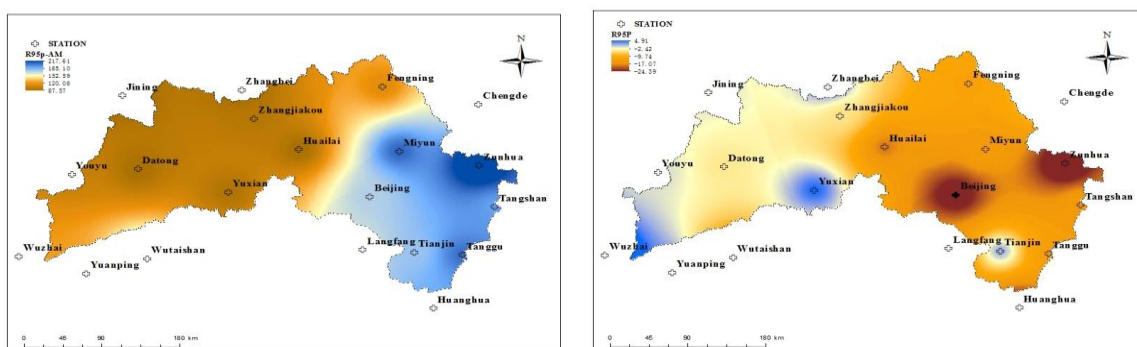 STATION
R95p-AM
217.61
185.10
152.59
120.08
87.57
N
Fengning
Zhangbei
Jining
Chengde
Zhangjiakou
Huailai
Miyun
Zunhua
Datong
Youyu
Yuxian
Beijing
Tangshan
Wuzhai
Wutaishan
Langfang
Tianjin
Tanggu
Yuanping
Huanghua
0 45 90 180 km
STATION
R95P
4.91
-2.42
-9.74
-17.07
-24.39
N
Fengning
Zhangbei
Jining
Chengde
Zhangjiakou
Huailai
Miyun
Zunhua
Datong
Youyu
Yuxian
Beijing
Tangshan
Wuzhai
Wutaishan
Langfang
Tianjin
Tanggu
Yuanping
Huanghua
0 45 90 180 km